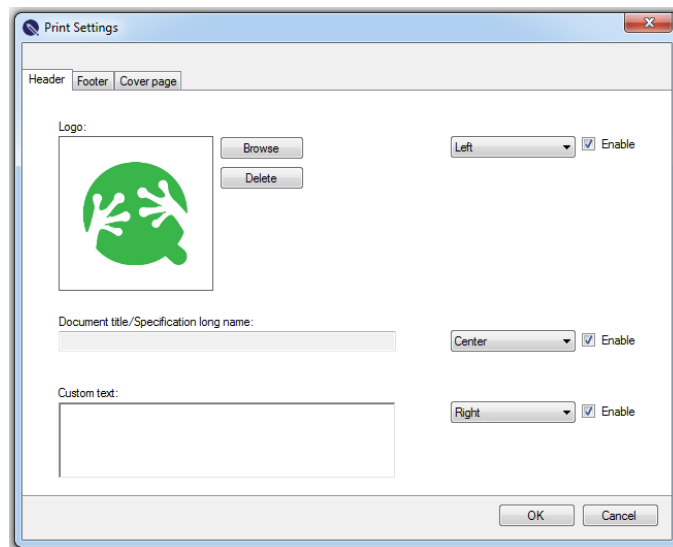 Print Settings
Header Footer Cover page
Logo:
Browse
Left
Enable
Delete
Document title/Specification long name:
Center
Enable
Custom text:
Right
Enable
OK
Cancel